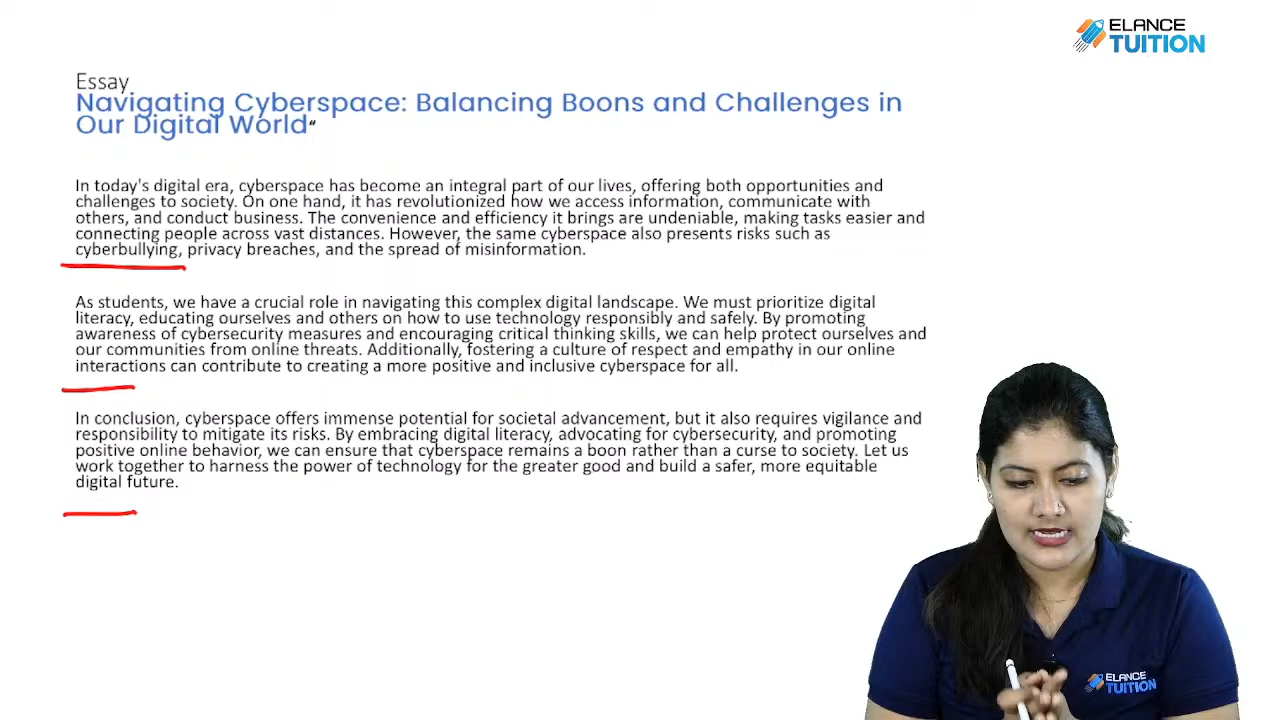 ELANCE
TUITION
Essay
Navigating Cyberspace: Balancing Boons and Challenges in
Our Digital World“
In today's digital era, cyberspace has become an integral part of our lives, offering both opportunities and
challenges to society. On one hand, it has revolutionized how we access information, communicate with
others, and conduct business. The convenience and efficiency it brings are undeniable, making tasks easier and
connecting people across vast distances. However, the same cyberspace also presents risks such as
cyberbullying, privacy breaches, and the spread of misinformation.
As students, we have a crucial role in navigating this complex digital landscape. We must prioritize digital
literacy, educating ourselves and others on how to use technology responsibly and safely. By promoting
awareness of cybersecurity measures and encouraging critical thinking skills, we can help protect ourselves and
our communities from online threats. Additionally, fostering a culture of respect and empathy in our online
interactions can contribute to creating a more positive and inclusive cyberspace for all.
In conclusion, cyberspace offers immense potential for societal advancement, but it also requires vigilance and
responsibility to mitigate its risks. By embracing digital literacy, advocating for cybersecurity, and promoting
positive online behavior, we can ensure that cyberspace remains a boon rather than a curse to society. Let us
work together to harness the power of technology for the greater good and build a safer, more equitable
digital future.
ELANCE
TUITION